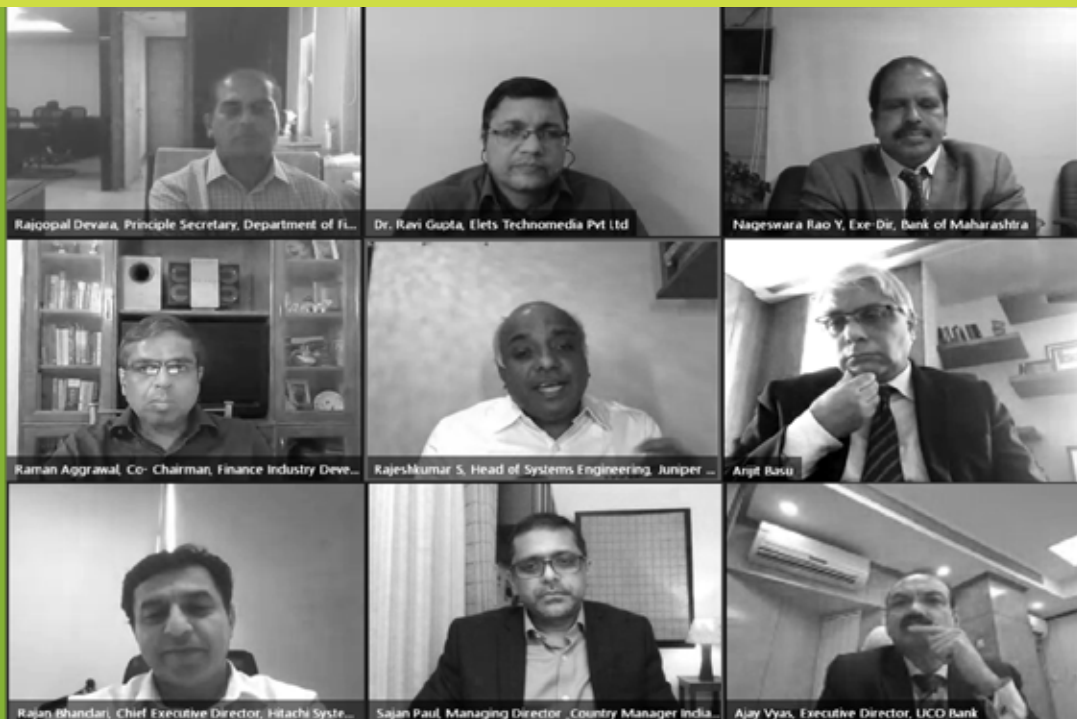 Rajgopal Devara, Principle Secretary, Department of Fi...
Dr. Ravi Gupta, Elets Technomedia Pvt Ltd
Nageswara Rao Y, Exe-Dir, Bank of Maharashtra
Raman Aggrawal, Co- Chairman, Finance Industry Deve...
Rajeshkumar S, Head of Systems Engineering, Juniper ...
Arijit Basu
Rajan Bhandari, Chief Executive Director, Hitachi Syste...
Sajan Paul, Managing Director, Country Manager India...
Ajay Vyas, Executive Director, UCO Bank